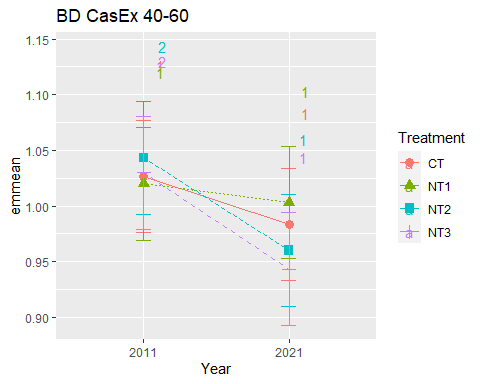 BD CasEx 40-60
1.15
1.10
1.05
1.00
0.95
0.90
emmean
2
2
1
1
1
1
1
1
2011
2021
Year
Treatment
a CT
a NT1
a NT2
a NT3